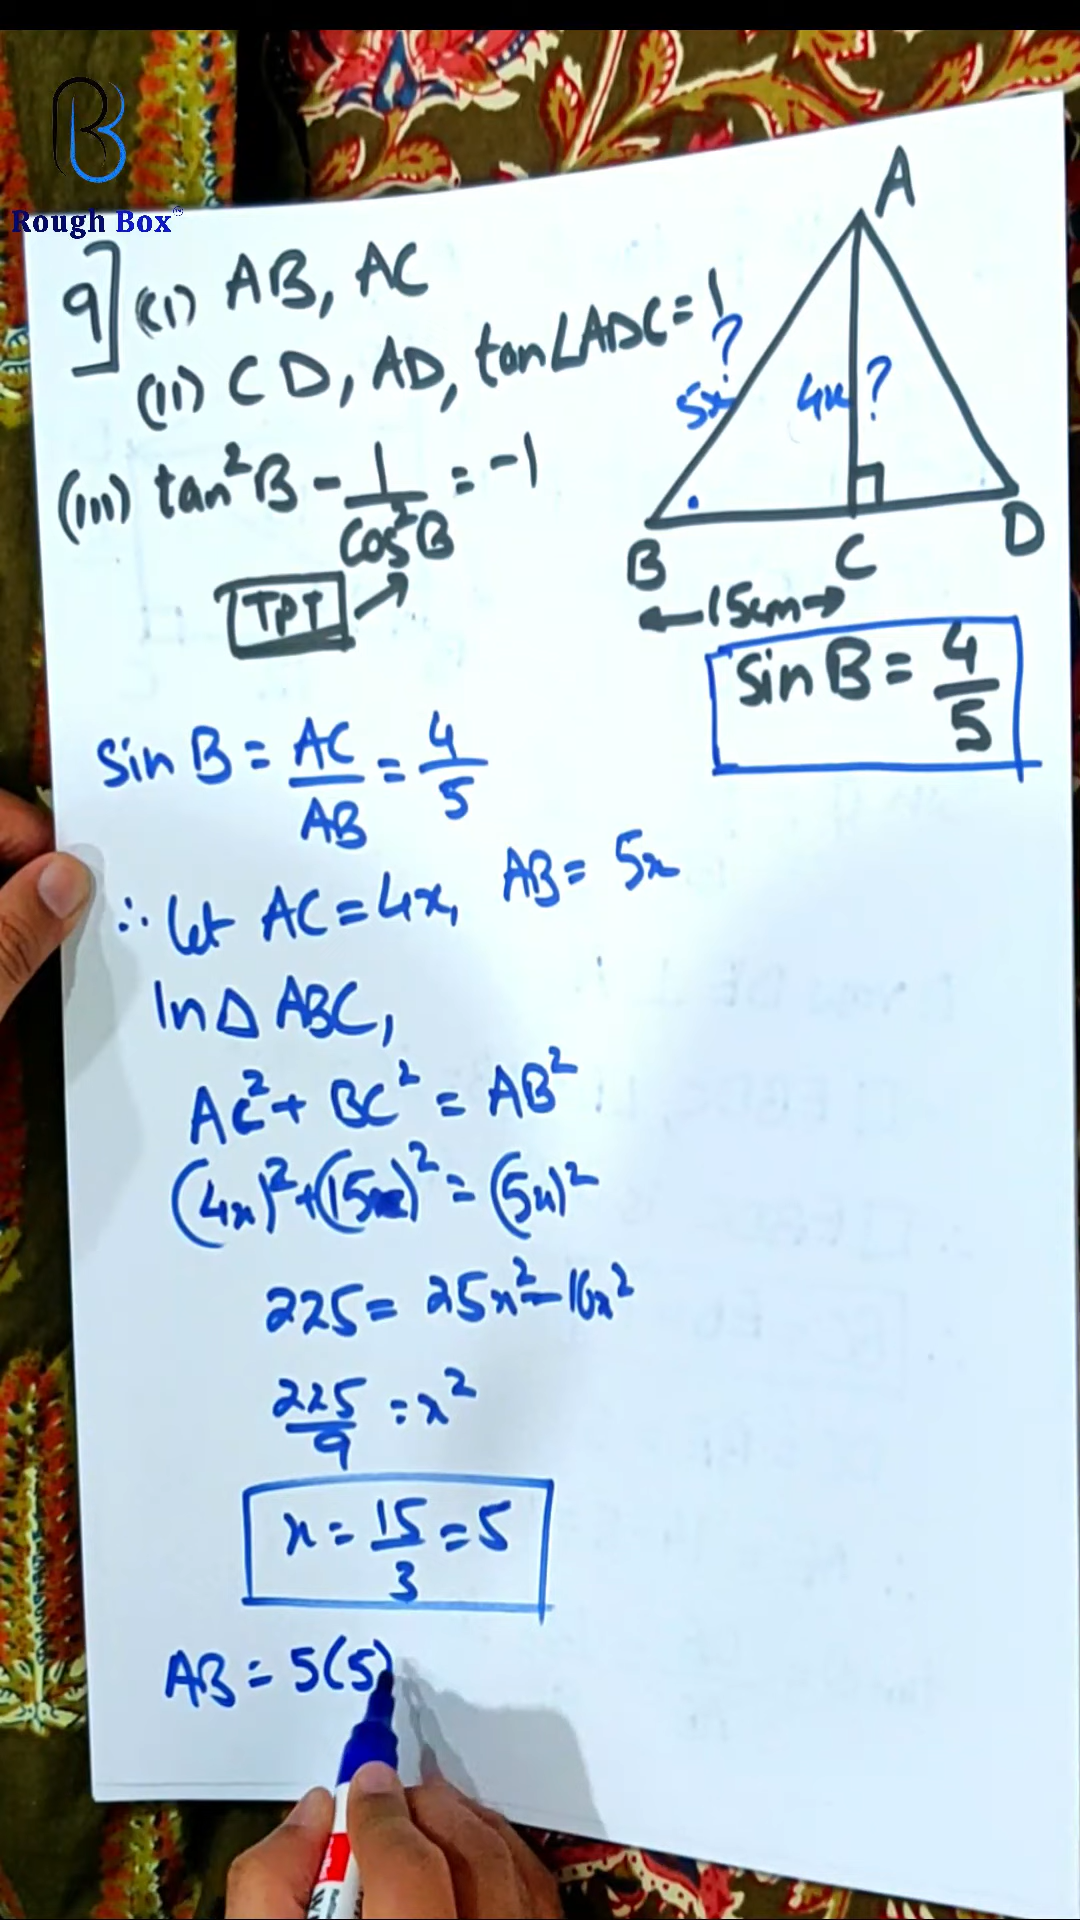 Rough Box
9] (i) AB, AC
(ii) CD, AD, tan∠ADC = 1
(iii) tan²B - 1/cos²B = -1
TPT
A
5x ?
4x ?
B C D
←15cm→
Sin B = 4/5
Sin B = AC/AB = 4/5
∴ Let AC = 4x, AB = 5x
In Δ ABC,
AC² + BC² = AB²
(4x)² + (15)² = (5x)²
225 = 25x² - 16x²
225/9 = x²
x = 15/3 = 5
AB = 5(5)